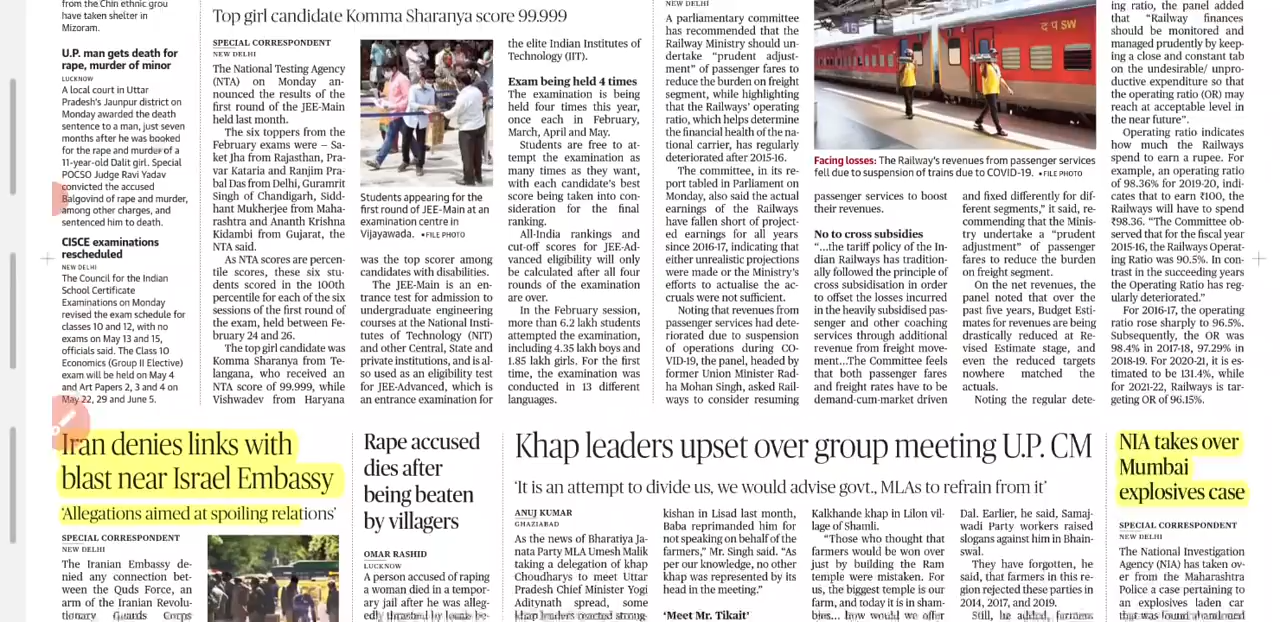 from the Chin ethnic grou
have taken shelter in
Mizoram.
U.P. man gets death for
rape, murder of minor
LUCKNOW
A local court in Uttar
Pradesh's Jaunpur district on
Monday awarded the death
sentence to a man, just seven
months after he was booked
for the rape and murder of a
11-year-old Dalit girl. Special
POCSO Judge Ravi Yadav
convicted the accused
Balgovind of rape and murder,
among other charges, and
sentenced him to death.
CISCE examinations
rescheduled
NEW DELHI
The Council for the Indian
School Certificate
Examinations on Monday
revised the exam schedule for
classes 10 and 12, with no
exams on May 13 and 15,
officials said. The Class 10
Economics (Group II Elective)
exam will be held on May 4
and Art Papers 2, 3 and 4 on
May 22, 29 and June 5.
Top girl candidate Komma Sharanya score 99.999
SPECIAL CORRESPONDENT
NEW DELHI
The National Testing Agency
(NTA) on Monday an-
nounced the results of the
first round of the JEE-Main
held last month.
The six toppers from the
February exams were – Sa-
ket Jha from Rajasthan, Pra-
var Kataria and Ranjim Pra-
bal Das from Delhi, Guramrit
Singh of Chandigarh, Sidd-
hant Mukherjee from Maha-
rashtra and Ananth Krishna
Kidambi from Gujarat, the
NTA said.
As NTA scores are percen-
tile scores, these six stu-
dents scored in the 100th
percentile for each of the six
sessions of the first round of
the exam, held between Fe-
bruary 24 and 26.
The top girl candidate was
Komma Sharanya from Te-
langana, who received an
NTA score of 99.999, while
Vishwadev from Haryana
Students appearing for the
first round of JEE-Main at an
examination centre in
Vijayawada. •FILE PHOTO
was the top scorer among
candidates with disabilities.
The JEE-Main is an en-
trance test for admission to
undergraduate engineering
courses at the National Insti-
tutes of Technology (NIT)
and other Central, State and
private institutions, and is al-
so used as an eligibility test
for JEE-Advanced, which is
an entrance examination for
the elite Indian Institutes of
Technology (IIT).
Exam being held 4 times
The examination is being
held four times this year,
once each in February,
March, April and May.
Students are free to at-
tempt the examination as
many times as they want,
with each candidate's best
score being taken into con-
sideration for the final
ranking.
All-India rankings and
cut-off scores for JEE-Ad-
vanced eligibility will only
be calculated after all four
rounds of the examination
are over.
In the February session,
more than 6.2 lakh students
attempted the examination,
including 4.35 lakh boys and
1.85 lakh girls. For the first
time, the examination was
conducted in 13 different
languages.
NEW DELHI
A parliamentary committee
has recommended that the
Railway Ministry should un-
dertake “prudent adjust-
ment” of passenger fares to
reduce the burden on freight
segment, while highlighting
that the Railways' operating
ratio, which helps determine
the financial health of the na-
tional carrier, has regularly
deteriorated after 2015-16.
The committee, in its re-
port tabled in Parliament on
Monday, also said the actual
earnings of the Railways
have fallen short of project-
ed earnings for all years
since 2016-17, indicating that
either unrealistic projections
were made or the Ministry's
efforts to actualise the ac-
cruals were not sufficient.
Noting that revenues from
passenger services had dete-
riorated due to suspension
of operations during CO-
VID-19, the panel, headed by
former Union Minister Rad-
ha Mohan Singh, asked Rail-
ways to consider resuming
द प SW
Facing losses: The Railway's revenues from passenger services
fell due to suspension of trains due to COVID-19. •FILE PHOTO
passenger services to boost
their revenues.
No to cross subsidies
“...the tariff policy of the In-
dian Railways has tradition-
ally followed the principle of
cross subsidisation in order
to offset the losses incurred
in the heavily subsidised pas-
senger and other coaching
services through additional
revenue from freight move-
ment...The Committee feels
that both passenger fares
and freight rates have to be
demand-cum-market driven
and fixed differently for dif-
ferent segments,” it said, re-
commending that the Minis-
try undertake a “prudent
adjustment” of passenger
fares to reduce the burden
on freight segment.
On the net revenues, the
panel noted that over the
past five years, Budget Esti-
mates for revenues are being
drastically reduced at Re-
vised Estimate stage, and
even the reduced targets
nowhere matched the
actuals.
Noting the regular dete-
ing ratio, the panel added
that “Railway finances
should be monitored and
managed prudently by keep-
ing a close and constant tab
on the undesirable/ unpro-
ductive expenditure so that
the operating ratio (OR) may
reach at acceptable level in
the near future”.
Operating ratio indicates
how much the Railways
spend to earn a rupee. For
example, an operating ratio
of 98.36% for 2019-20, indi-
cates that to earn ₹100, the
Railways will have to spend
₹98.36. “The Committee ob-
served that for the fiscal year
2015-16, the Railways Operat-
ing Ratio was 90.5%. In con-
trast in the succeeding years
the Operating Ratio has reg-
ularly deteriorated.”
For 2016-17, the operating
ratio rose sharply to 96.5%.
Subsequently, the OR was
98.4% in 2017-18, 97.29% in
2018-19. For 2020-21, it is es-
timated to be 131.4%, while
for 2021-22, Railways is tar-
geting OR of 96.15%.
Iran denies links with
blast near Israel Embassy
‘Allegations aimed at spoiling relations’
SPECIAL CORRESPONDENT
NEW DELHI
The Iranian Embassy de-
nied any connection bet-
ween the Quds Force, an
arm of the Iranian Revolu-
tionary Guards Corps
Rape accused
dies after
being beaten
by villagers
OMAR RASHID
LUCKNOW
A person accused of raping
a woman died in a tempor-
ary jail after he was alleg-
edly thrashed by locals be-
Khap leaders upset over group meeting U.P. CM
‘It is an attempt to divide us, we would advise govt., MLAs to refrain from it’
ANUJ KUMAR
GHAZIABAD
As the news of Bharatiya Ja-
nata Party MLA Umesh Malik
taking a delegation of khap
Choudharys to meet Uttar
Pradesh Chief Minister Yogi
Aditynath spread, some
khap leaders reacted strong-
kishan in Lisad last month,
Baba reprimanded him for
not speaking on behalf of the
farmers,” Mr. Singh said. “As
per our knowledge, no other
khap was represented by its
head in the meeting.”
‘Meet Mr. Tikait’
Kalkhande khap in Lilon vil-
lage of Shamli.
“Those who thought that
farmers would be won over
just by building the Ram
temple were mistaken. For
us, the biggest temple is our
farm, and today it is in sham-
bles... how would we offer
Dal. Earlier, he said, Samaj-
wadi Party workers raised
slogans against him in Bhain-
swal.
They have forgotten, he
said, that farmers in this re-
gion rejected these parties in
2014, 2017, and 2019.
Still, he added, farmers
NIA takes over
Mumbai
explosives case
SPECIAL CORRESPONDENT
NEW DELHI
The National Investigation
Agency (NIA) has taken ov-
er from the Maharashtra
Police a case pertaining to
an explosives laden car
that was found abandoned